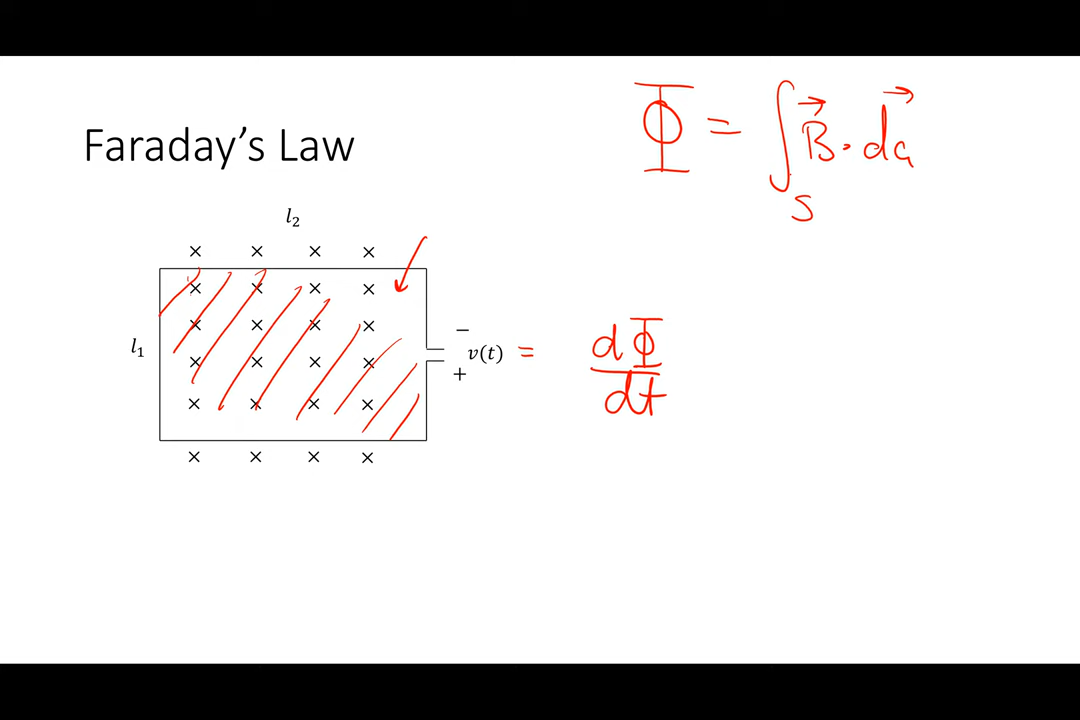 Φ = ∫_S B⃗ · da⃗
Faraday's Law
l₂
× × × ×
× × × ×
× × × ×
−
l₁
v(t) = dΦ/dt
× × × ×
+
× × × ×
× × × ×